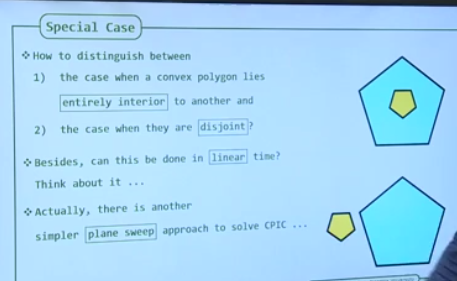 Special Case
❖How to distinguish between
1) the case when a convex polygon lies
entirely interior to another and
2) the case when they are disjoint?
❖Besides, can this be done in linear time?
Think about it ...
❖Actually, there is another
simpler plane sweep approach to solve CPIC ...